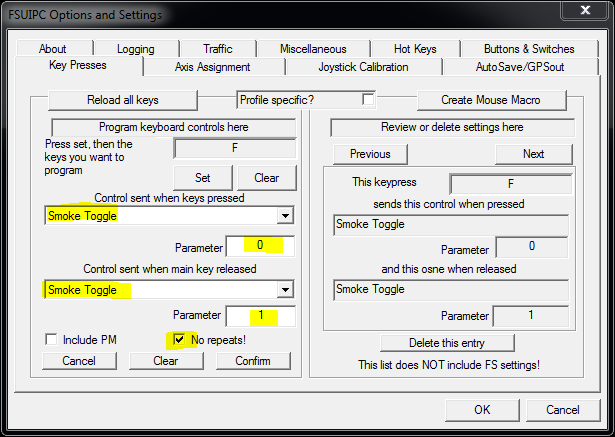 FSUIPC Options and Settings
About Logging Traffic Miscellaneous Hot Keys Buttons & Switches
Key Presses Axis Assignment Joystick Calibration AutoSave/GPSout
Reload all keys Profile specific? Create Mouse Macro
Program keyboard controls here
Press set, then the
keys you want to
program
F
Set Clear
Control sent when keys pressed
Smoke Toggle
Parameter 0
Control sent when main key released
Smoke Toggle
Parameter 1
Include PM No repeats!
Cancel Clear Confirm
Review or delete settings here
Previous Next
This keypress F
sends this control when pressed
Smoke Toggle
Parameter 0
and this osne when released
Smoke Toggle
Parameter 1
Delete this entry
This list does NOT include FS settings!
OK Cancel